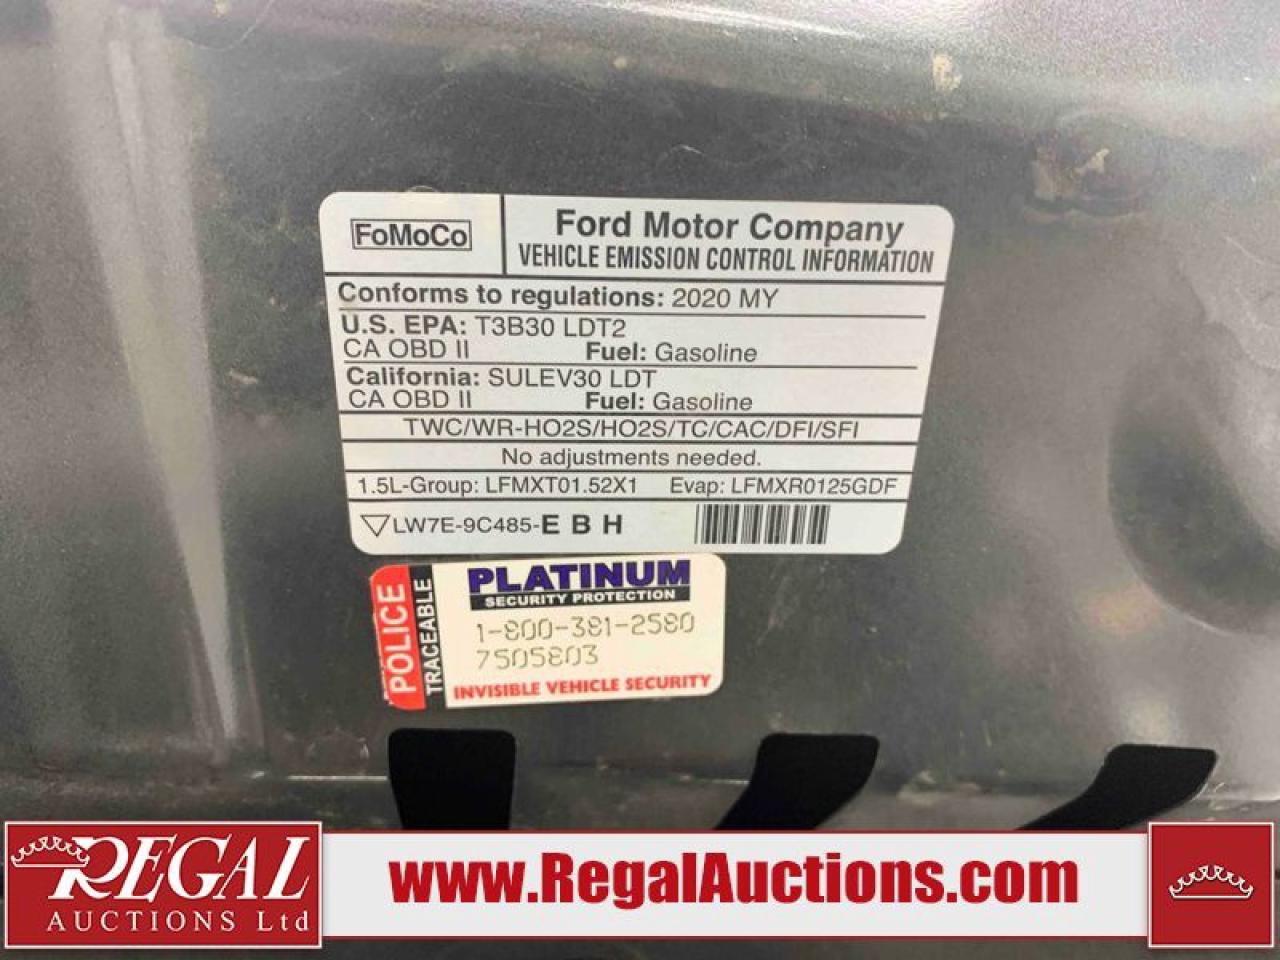 FoMoCo
Ford Motor Company
VEHICLE EMISSION CONTROL INFORMATION
Conforms to regulations: 2020 MY
U.S. EPA: T3B30 LDT2
CA OBD II Fuel: Gasoline
California: SULEV30 LDT
CA OBD II Fuel: Gasoline
TWC/WR-HO2S/HO2S/TC/CAC/DFI/SFI
No adjustments needed.
1.5L-Group: LFMXT01.52X1 Evap: LFMXR0125GDF
LW7E-9C485-E B H
POLICE
TRACEABLE
PLATINUM
SECURITY PROTECTION
1-800-381-2580
7505803
INVISIBLE VEHICLE SECURITY
REGAL
AUCTIONS Ltd
www.RegalAuctions.com